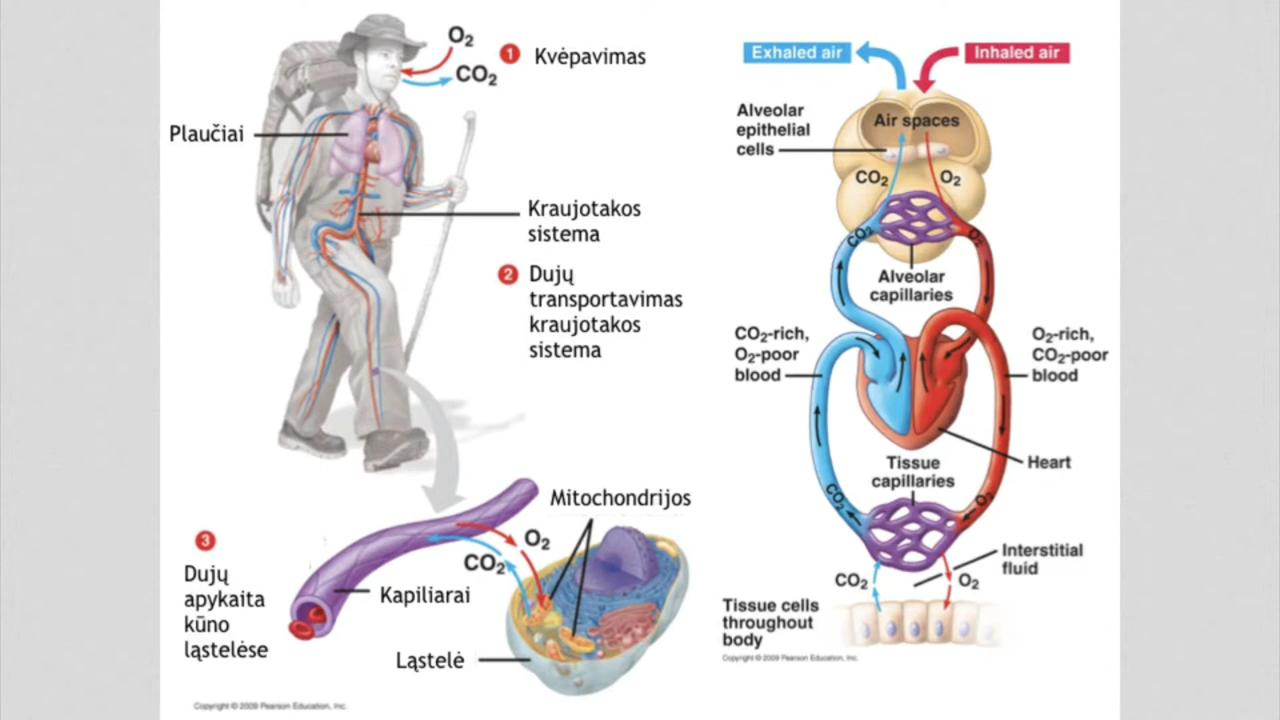 O2
CO2
1 Kvėpavimas
Plaučiai
Kraujotakos
sistema
2 Dujų
transportavimas
kraujotakos
sistema
Mitochondrijos
3
Dujų
apykaita
kūno
ląstelėse
O2
CO2
Kapiliarai
Ląstelė
Copyright © 2009 Pearson Education, Inc.
Exhaled air
Inhaled air
Alveolar
epithelial
cells
Air spaces
CO2
O2
CO2
O2
Alveolar
capillaries
CO2-rich,
O2-poor
blood
O2-rich,
CO2-poor
blood
Heart
Tissue
capillaries
CO2
O2
Interstitial
fluid
CO2
O2
Tissue cells
throughout
body
Copyright © 2009 Pearson Education, Inc.